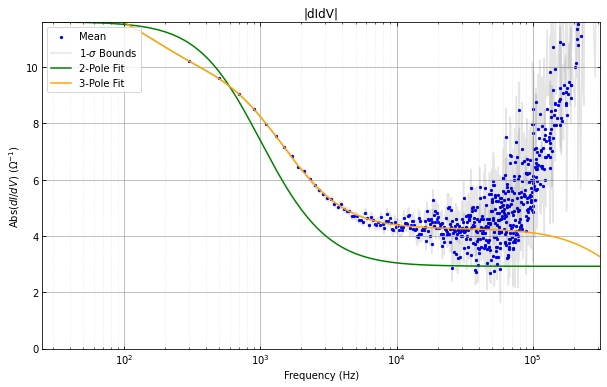 |dIdV|
Mean
1-σ Bounds
2-Pole Fit
3-Pole Fit
Abs(dI/dV) (Ω⁻¹)
10
8
6
4
2
0
10²
10³
10⁴
10⁵
Frequency (Hz)